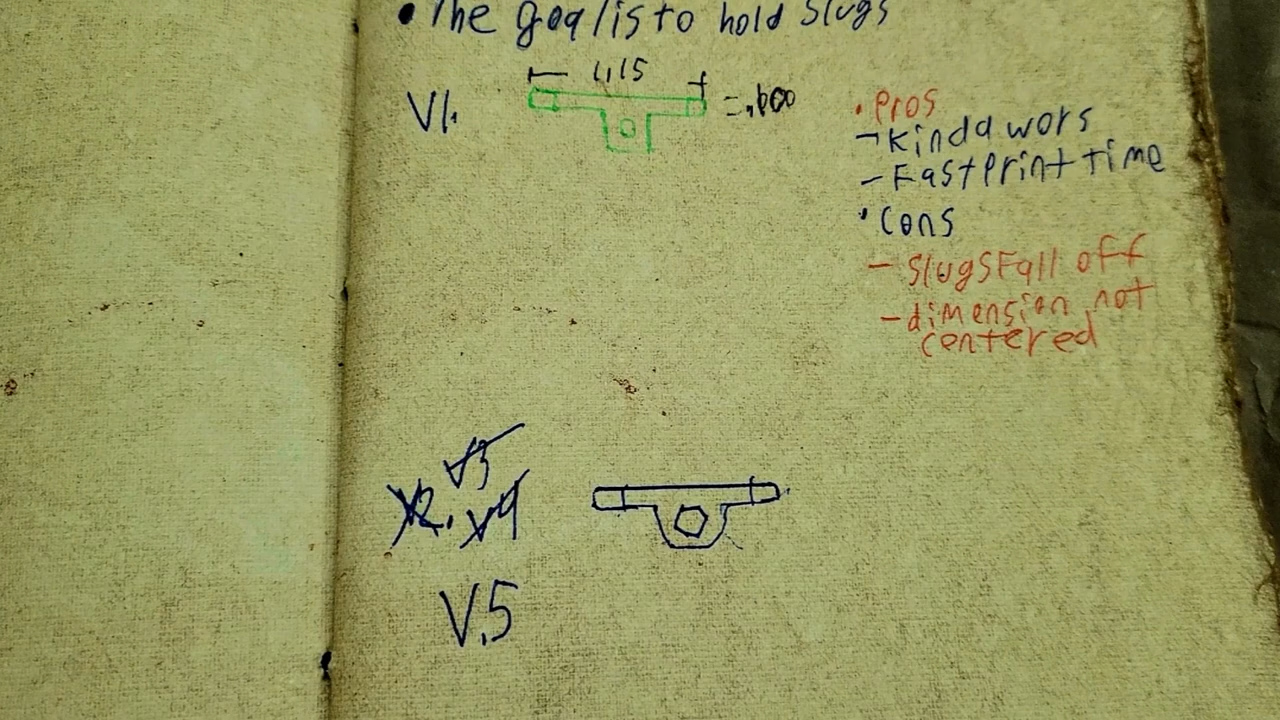 • The goal is to hold slugs
1.15
V1.
=.600
• Pros
- Kinda wors
- Fast Print time
• Cons
- Slugs Fall off
- dimension not
centered
V3
V2. V4
V.5